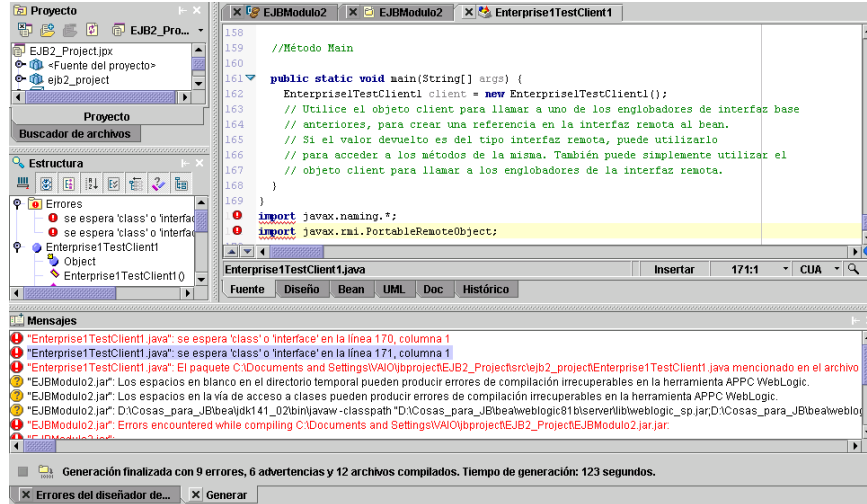 Proyecto
EJB2_Pro...
EJB2_Project.jpx
<Fuente del proyecto>
ejb2_project
Proyecto
Buscador de archivos
Estructura
Errores
se espera 'class' o 'interfac
se espera 'class' o 'interfac
Enterprise1TestClient1
Object
Enterprise1TestClient1()
EJBModulo2
EJBModulo2
Enterprise1TestClient1
158
159 //Método Main
160
161 public static void main(String[] args) {
162 Enterprise1TestClient1 client = new Enterprise1TestClient1();
163 // Utilice el objeto client para llamar a uno de los englobadores de interfaz base
164 // anteriores, para crear una referencia en la interfaz remota al bean.
165 // Si el valor devuelto es del tipo interfaz remota, puede utilizarlo
166 // para acceder a los métodos de la misma. También puede simplemente utilizar el
167 // objeto client para llamar a los englobadores de la interfaz remota.
168 }
169 }
import javax.naming.*;
import javax.rmi.PortableRemoteObject;
Enterprise1TestClient1.java
Insertar
171:1
CUA
Fuente Diseño Bean UML Doc Histórico
Mensajes
"Enterprise1TestClient1.java": se espera 'class' o 'interface' en la línea 170, columna 1
"Enterprise1TestClient1.java": se espera 'class' o 'interface' en la línea 171, columna 1
"Enterprise1TestClient1.java": El paquete C:\Documents and Settings\VAIO\jbproject\EJB2_Project\src\ejb2_project\Enterprise1TestClient1.java mencionado en el archivo
"EJBModulo2.jar": Los espacios en blanco en el directorio temporal pueden producir errores de compilación irrecuperables en la herramienta APPC WebLogic.
"EJBModulo2.jar": Los espacios en la vía de acceso a clases pueden producir errores de compilación irrecuperables en la herramienta APPC WebLogic.
"EJBModulo2.jar": D:\Cosas_para_JB\bea\jdk141_02\bin\javaw -classpath "D:\Cosas_para_JB\bea\weblogic81b\server\lib\weblogic_sp.jar;D:\Cosas_para_JB\bea\weblo
"EJBModulo2.jar": Errors encountered while compiling C:\Documents and Settings\VAIO\jbproject\EJB2_Project\EJBModulo2.jar.jar:
Generación finalizada con 9 errores, 6 advertencias y 12 archivos compilados. Tiempo de generación: 123 segundos.
Errores del diseñador de...
Generar